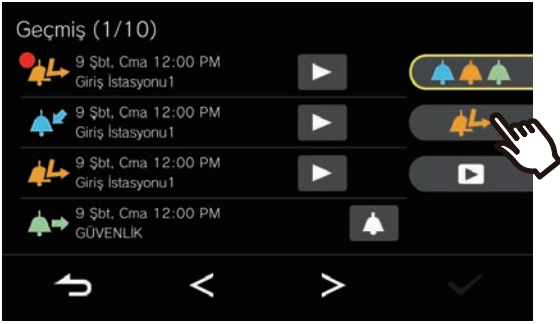 Geçmiş (1/10)
9 Şbt, Cma 12:00 PM
Giriş İstasyonu1
9 Şbt, Cma 12:00 PM
Giriş İstasyonu1
9 Şbt, Cma 12:00 PM
Giriş İstasyonu1
9 Şbt, Cma 12:00 PM
GÜVENLİK